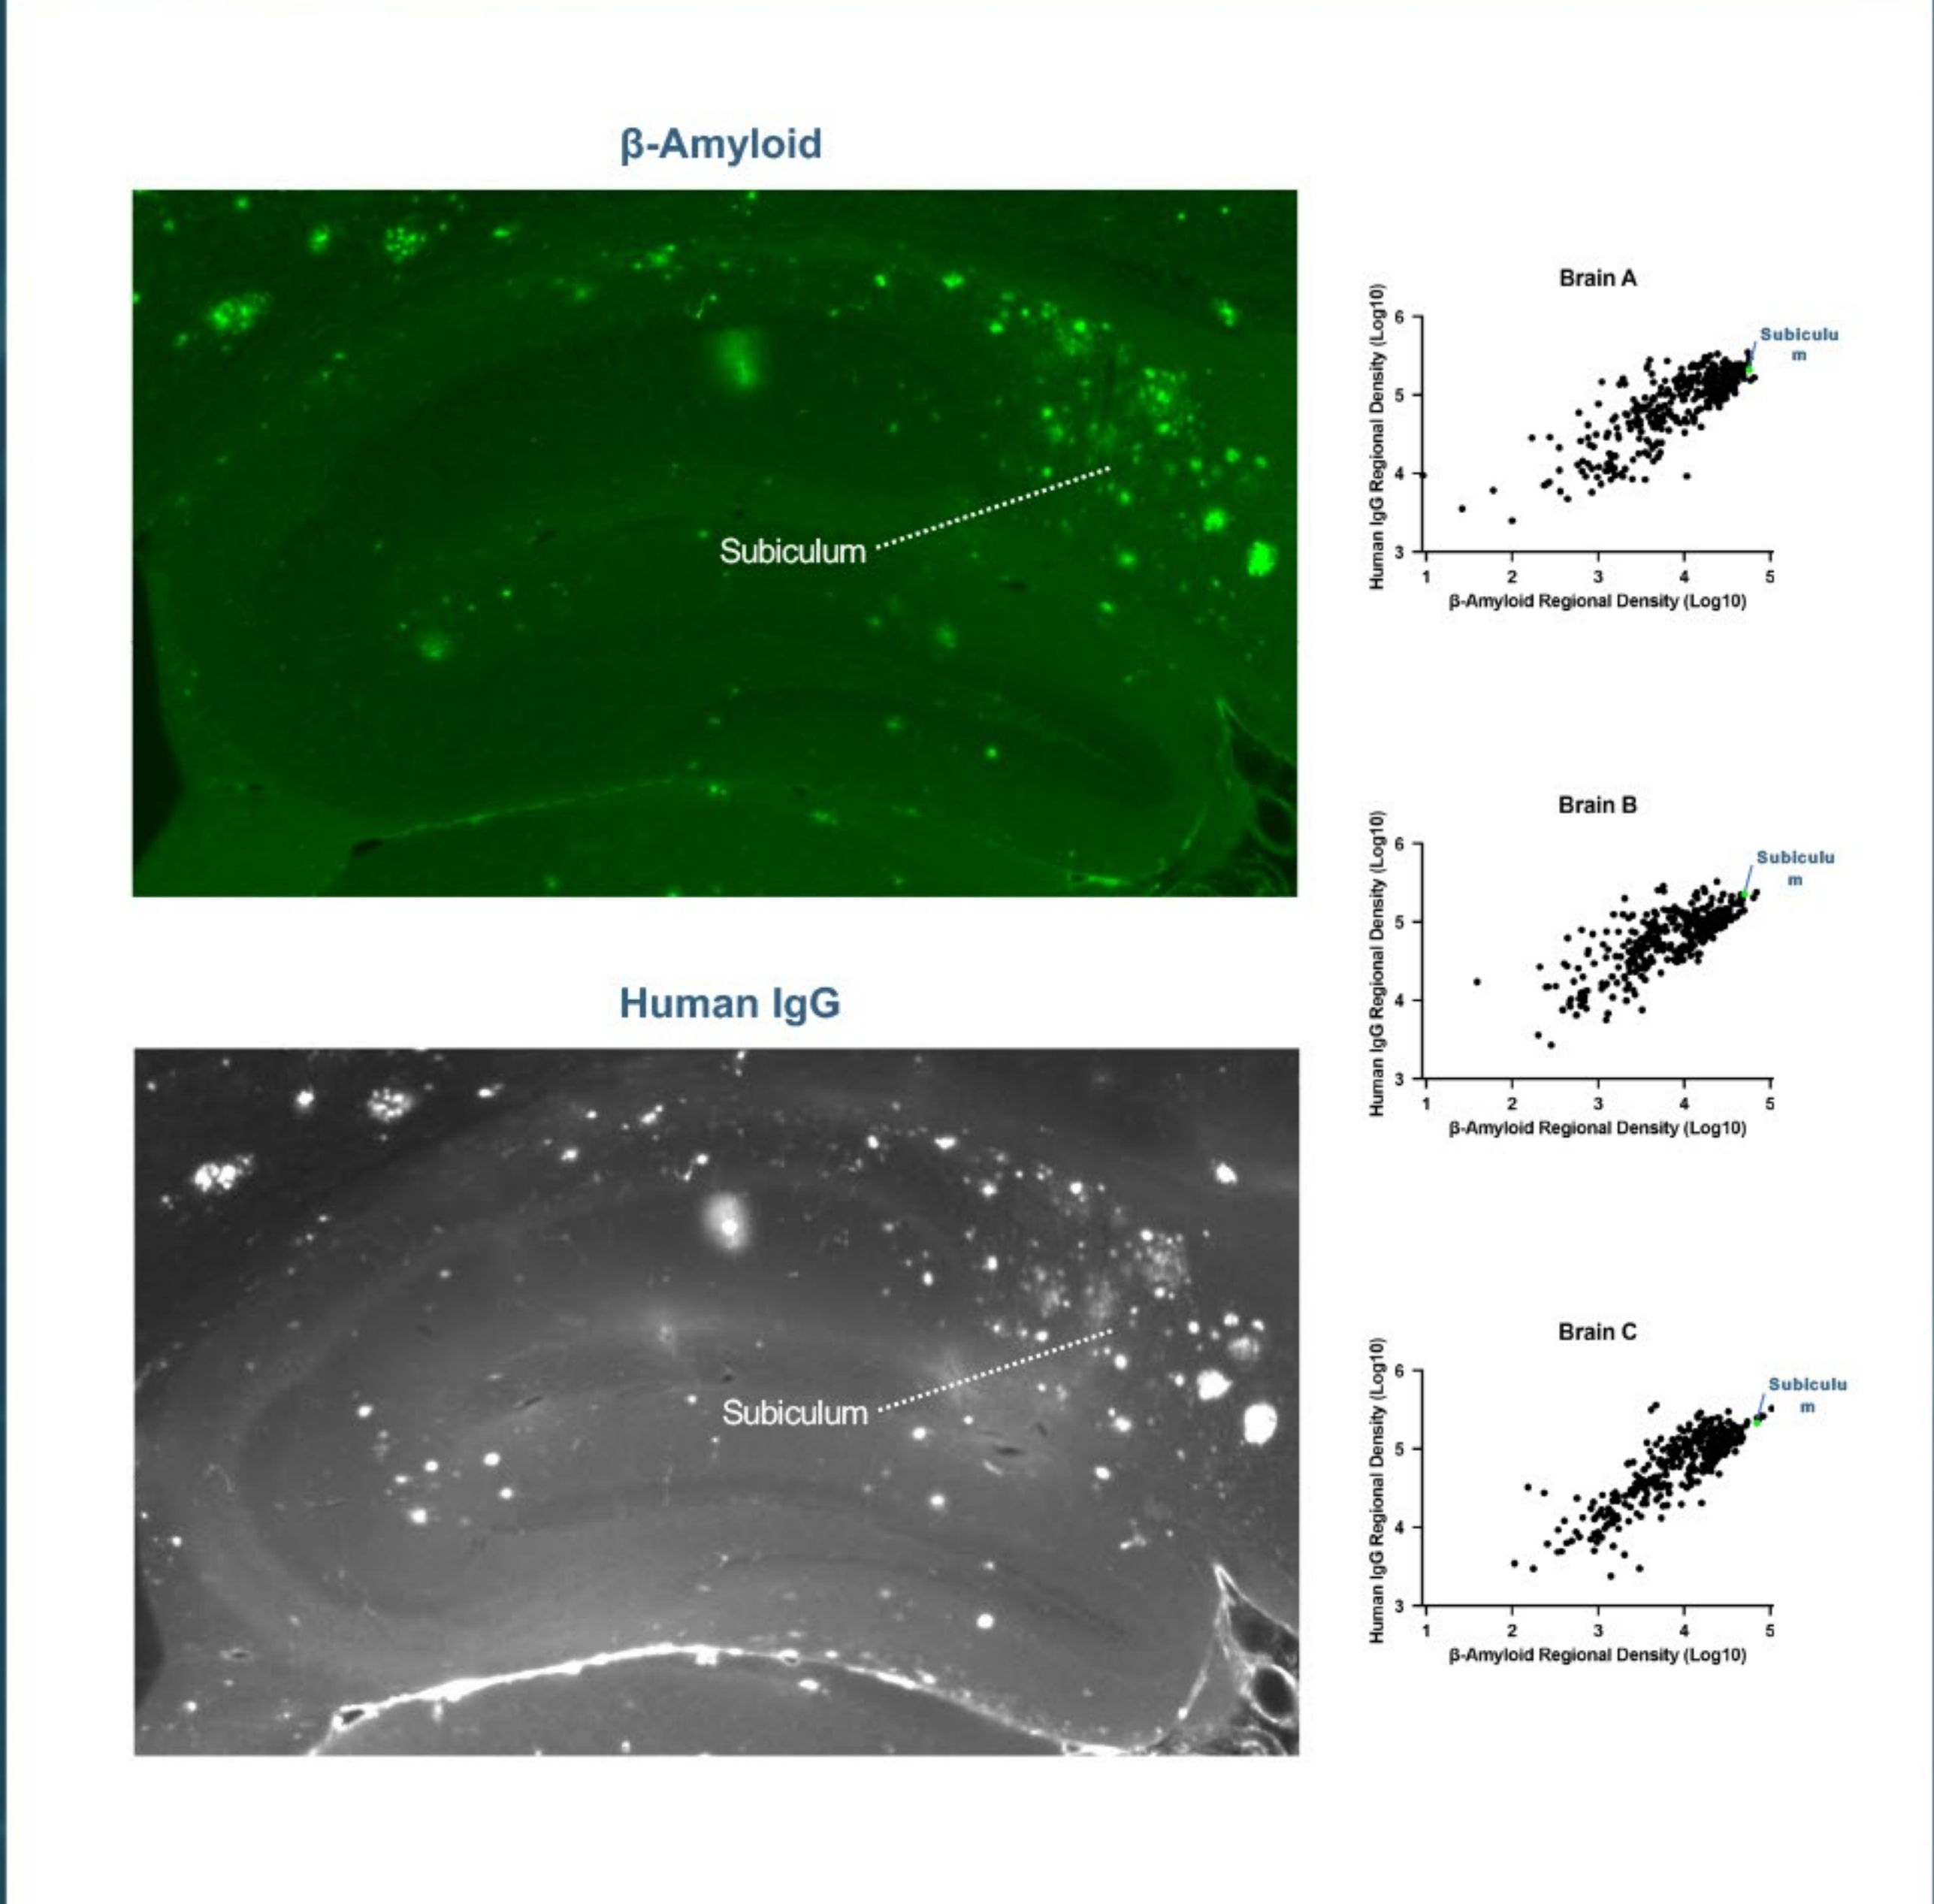 β-Amyloid
Subiculum
Human IgG
Subiculum
Brain A
Human IgG Regional Density (Log10)
6
5
4
3
1 2 3 4 5
β-Amyloid Regional Density (Log10)
Subiculu
m
Brain B
Human IgG Regional Density (Log10)
6
5
4
3
1 2 3 4 5
β-Amyloid Regional Density (Log10)
Subiculu
m
Brain C
Human IgG Regional Density (Log10)
6
5
4
3
1 2 3 4 5
β-Amyloid Regional Density (Log10)
Subiculu
m